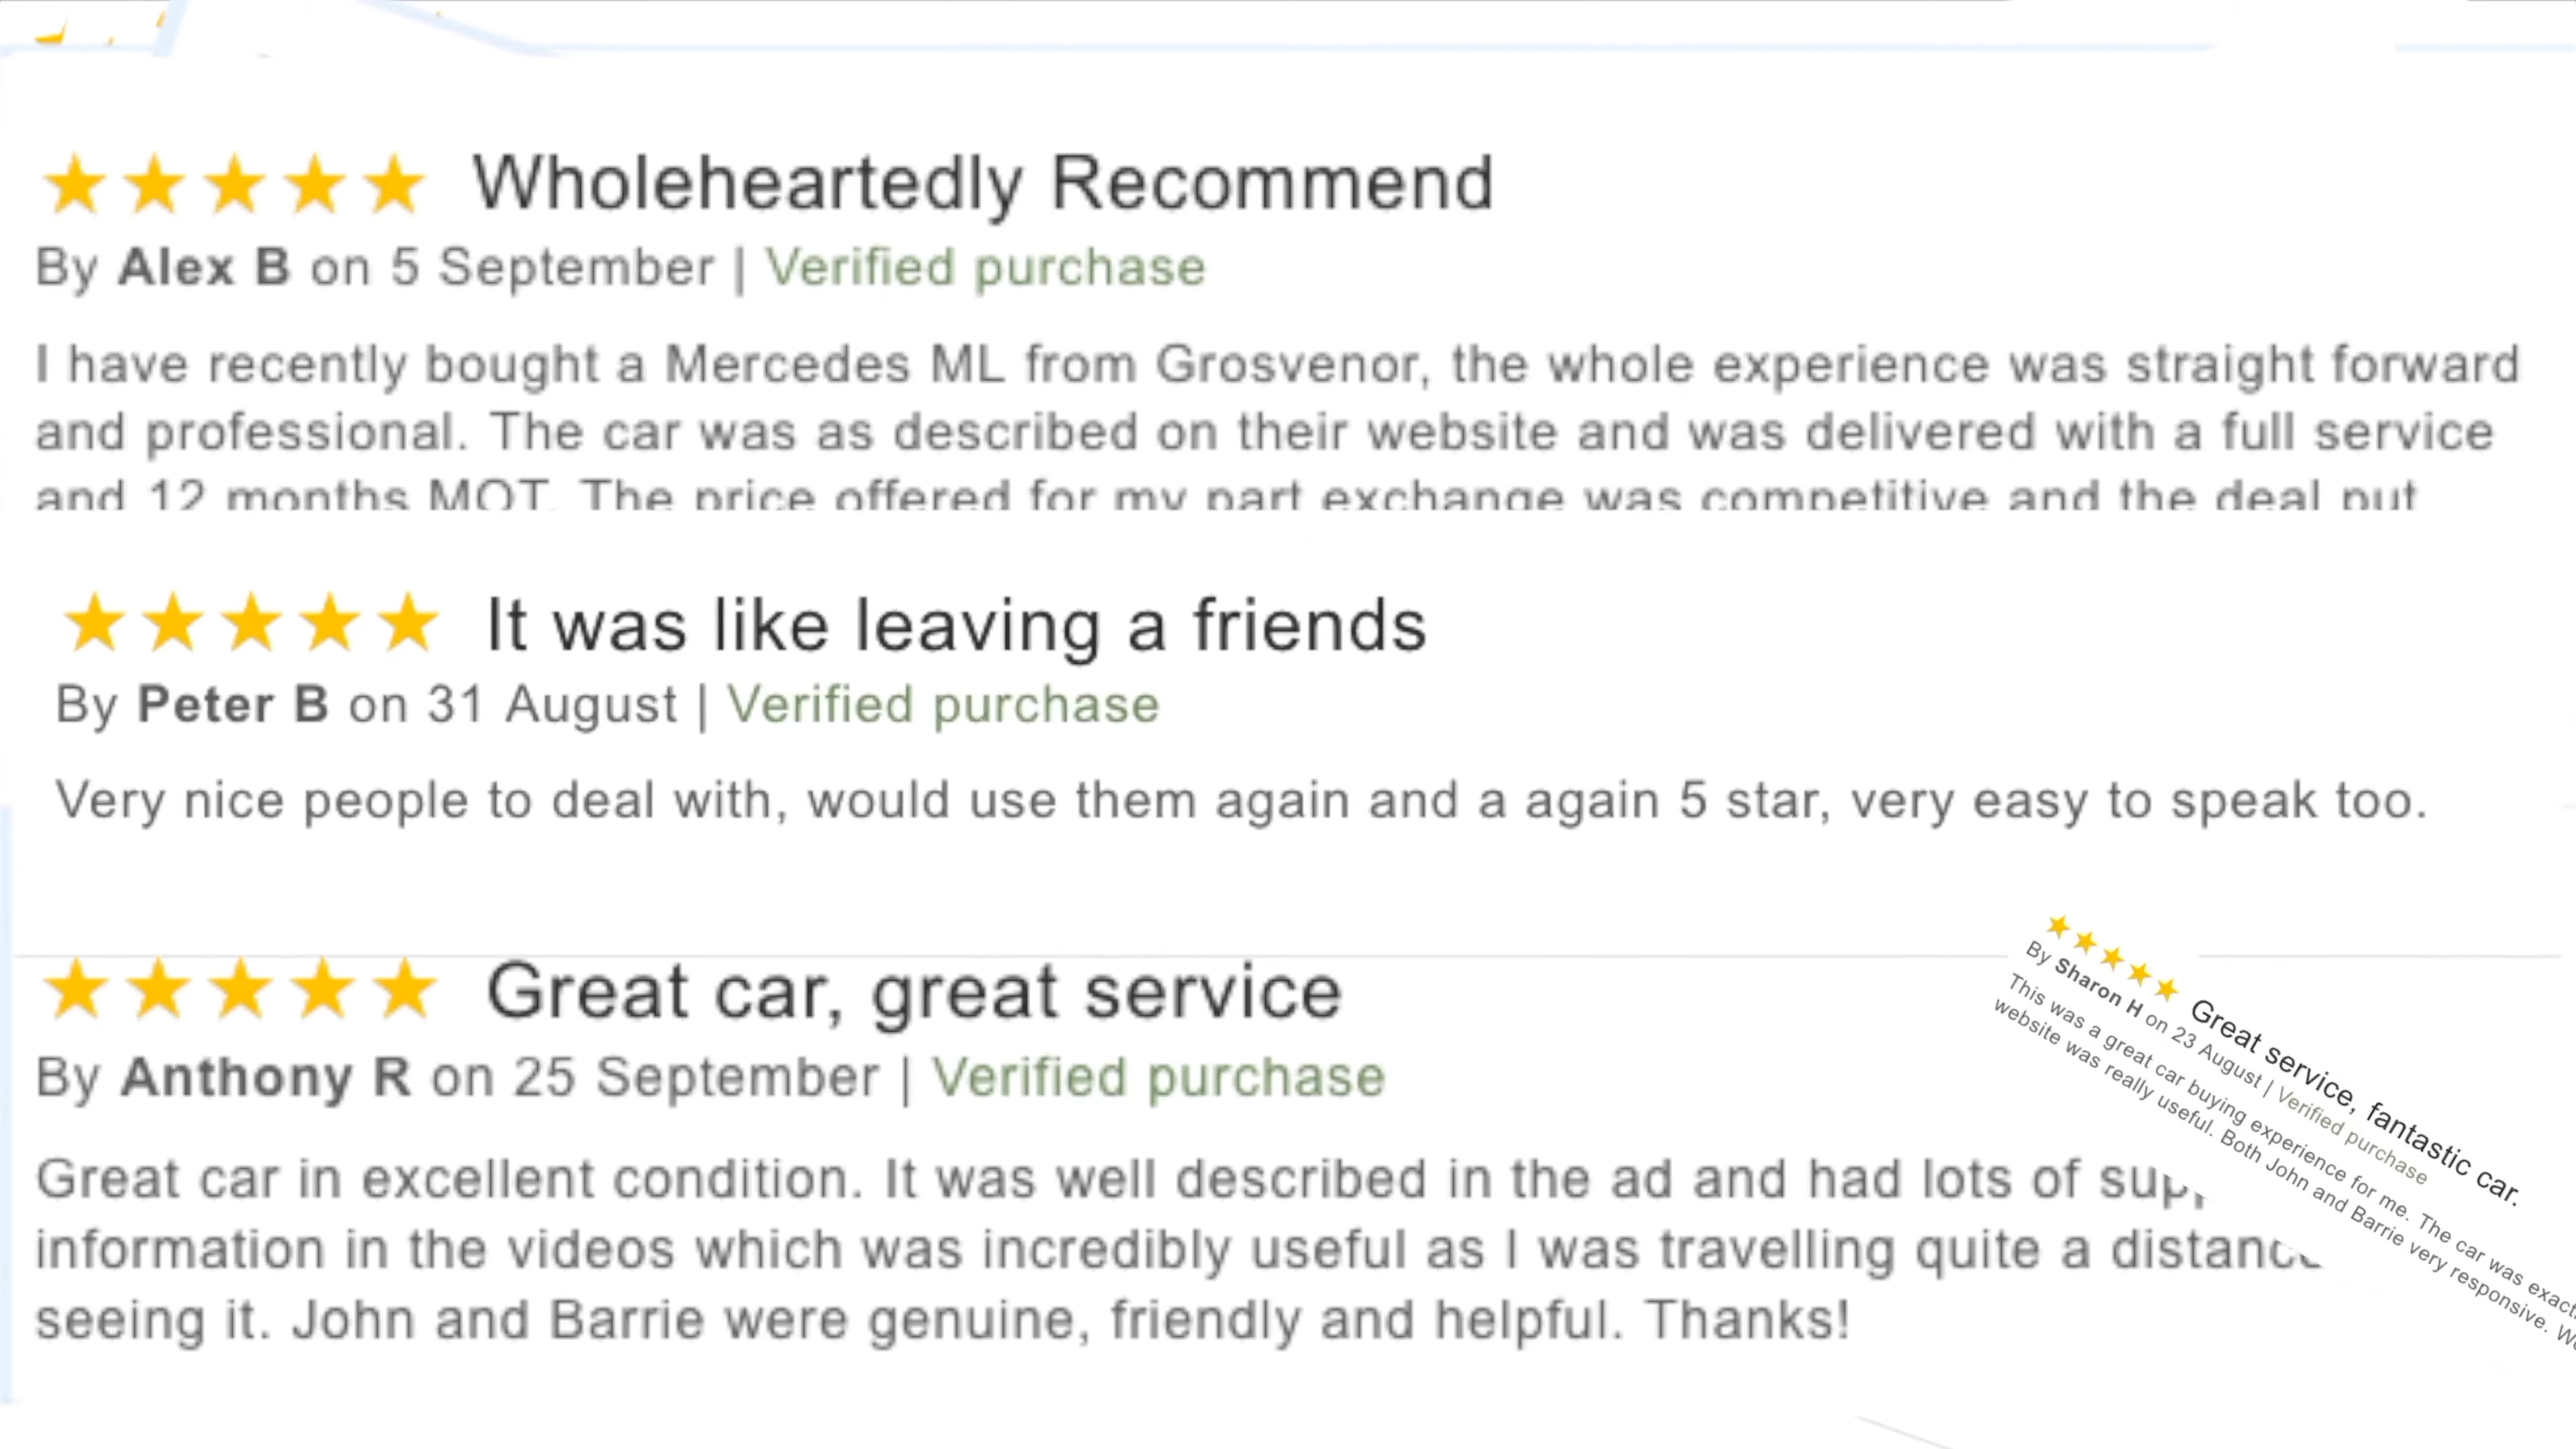 Wholeheartedly Recommend
By Alex B on 5 September | Verified purchase
I have recently bought a Mercedes ML from Grosvenor, the whole experience was straight forward
and professional. The car was as described on their website and was delivered with a full service
and 12 months MOT. The price offered for my part exchange was competitive and the deal put
It was like leaving a friends
By Peter B on 31 August | Verified purchase
Very nice people to deal with, would use them again and a again 5 star, very easy to speak too.
Great car, great service
By Anthony R on 25 September | Verified purchase
Great car in excellent condition. It was well described in the ad and had lots of
information in the videos which was incredibly useful as I was travelling quite a
seeing it. John and Barrie were genuine, friendly and helpful. Thanks!
Great service, fantastic car.
By Sharon H on 23 August | Verified purchase
This was a great car buying experience for me. The car was
website was really useful. Both John and Barrie very responsive.